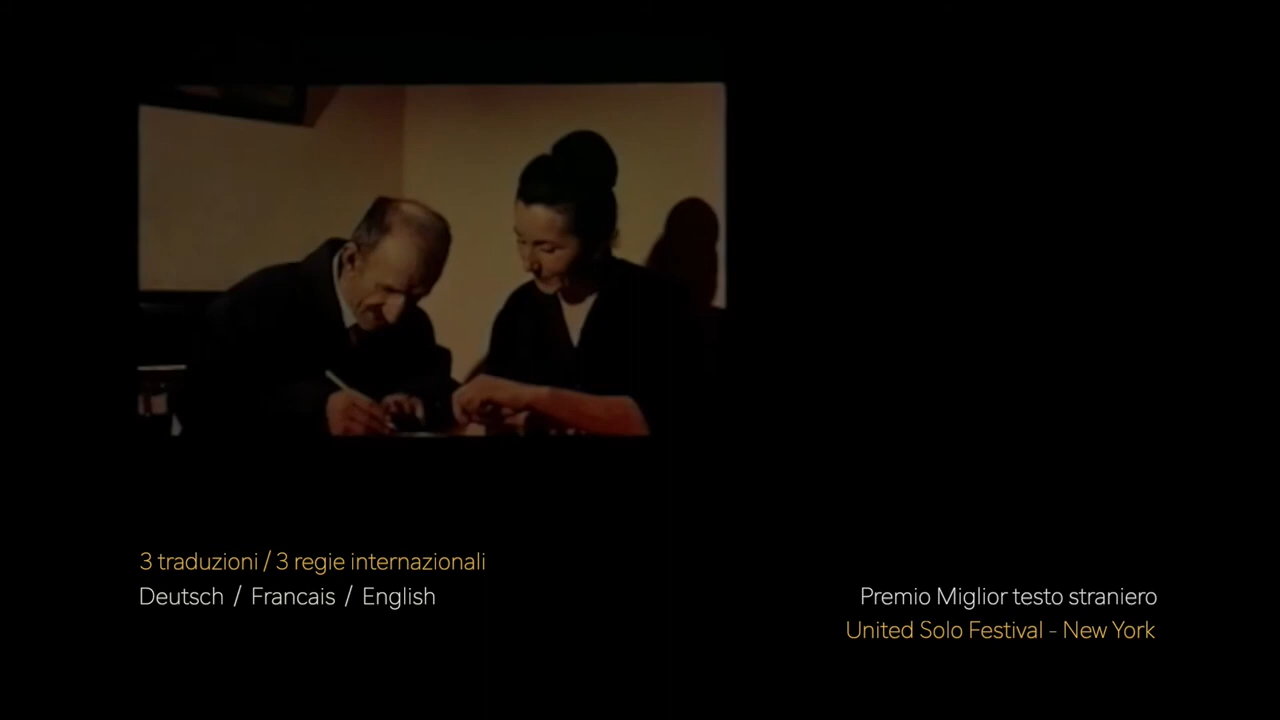 3 traduzioni / 3 regie internazionali
Deutsch / Francais / English
Premio Miglior testo straniero
United Solo Festival - New York